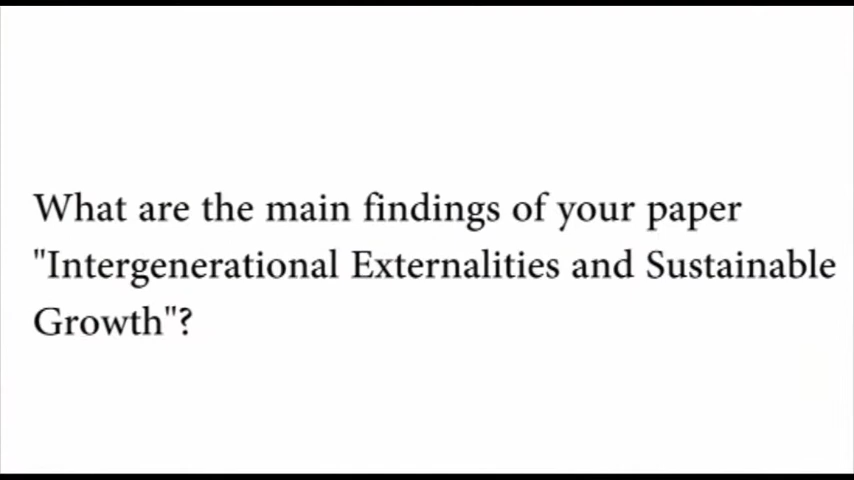 What are the main findings of your paper
"Intergenerational Externalities and Sustainable
Growth"?